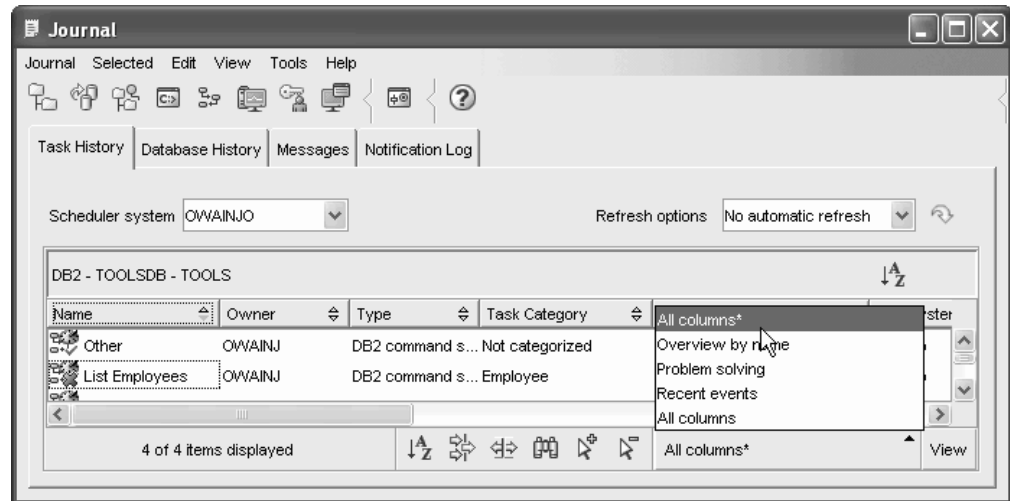 Journal
Journal Selected Edit View Tools Help
Task History Database History Messages Notification Log
Scheduler system OWAINJO Refresh options No automatic refresh
DB2 - TOOLSDB - TOOLS
Name Owner Type Task Category
Other OWAINJ DB2 command s... Not categorized
List Employees OWAINJ DB2 command s... Employee
All columns*
Overview by name
Problem solving
Recent events
All columns
4 of 4 items displayed All columns* View